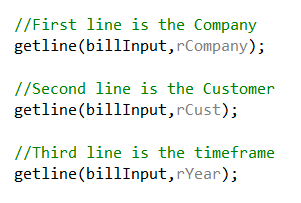 //First line is the Company
getline(billInput,rCompany);
//Second line is the Customer
getline(billInput,rCust);
//Third line is the timeframe
getline(billInput,rYear);